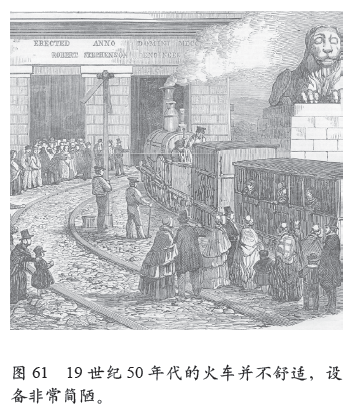 ERECTED ANNO DOMINI
ROBERT STEPHENSON
图 61 19 世纪 50 年代的火车并不舒适，设
备非常简陋。